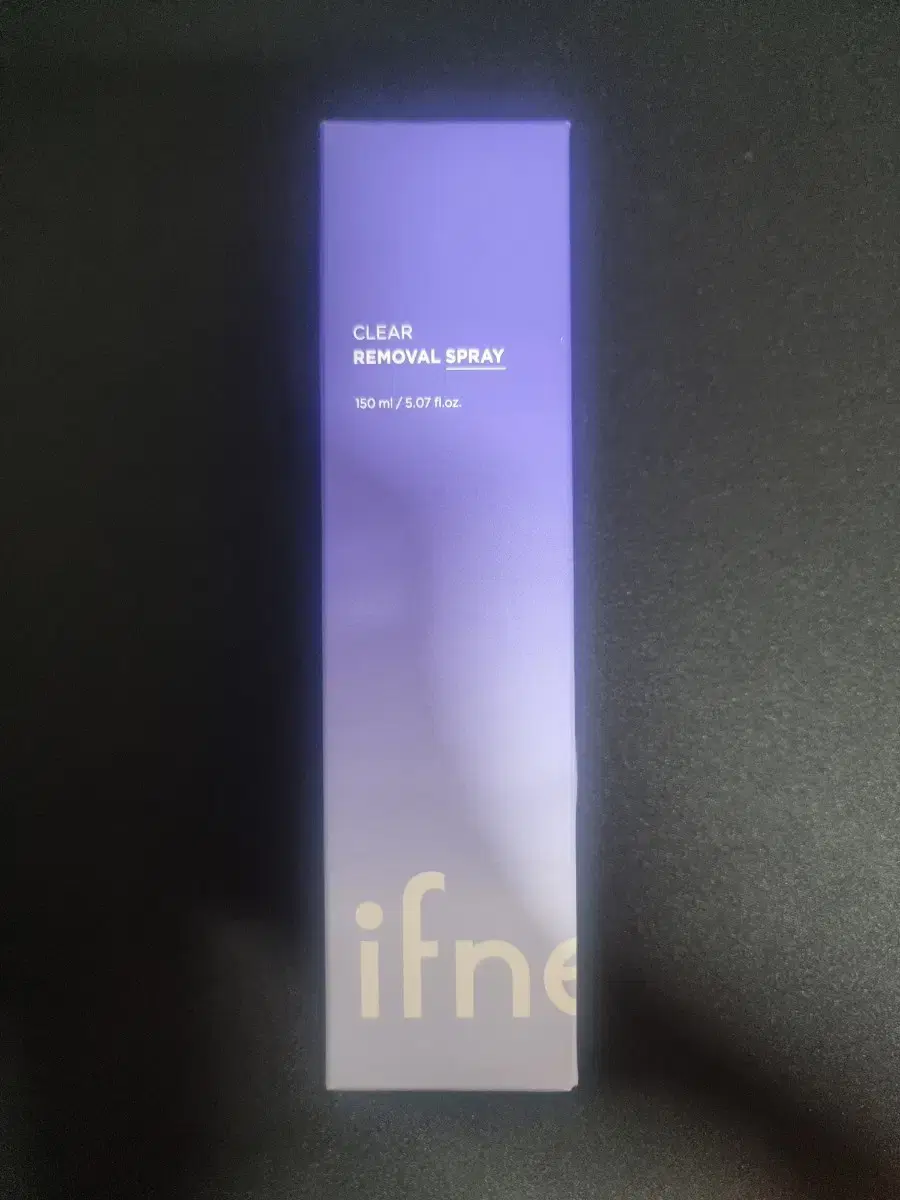 CLEAR
REMOVAL SPRAY
150 ml / 5.07 fl.oz.
ifne